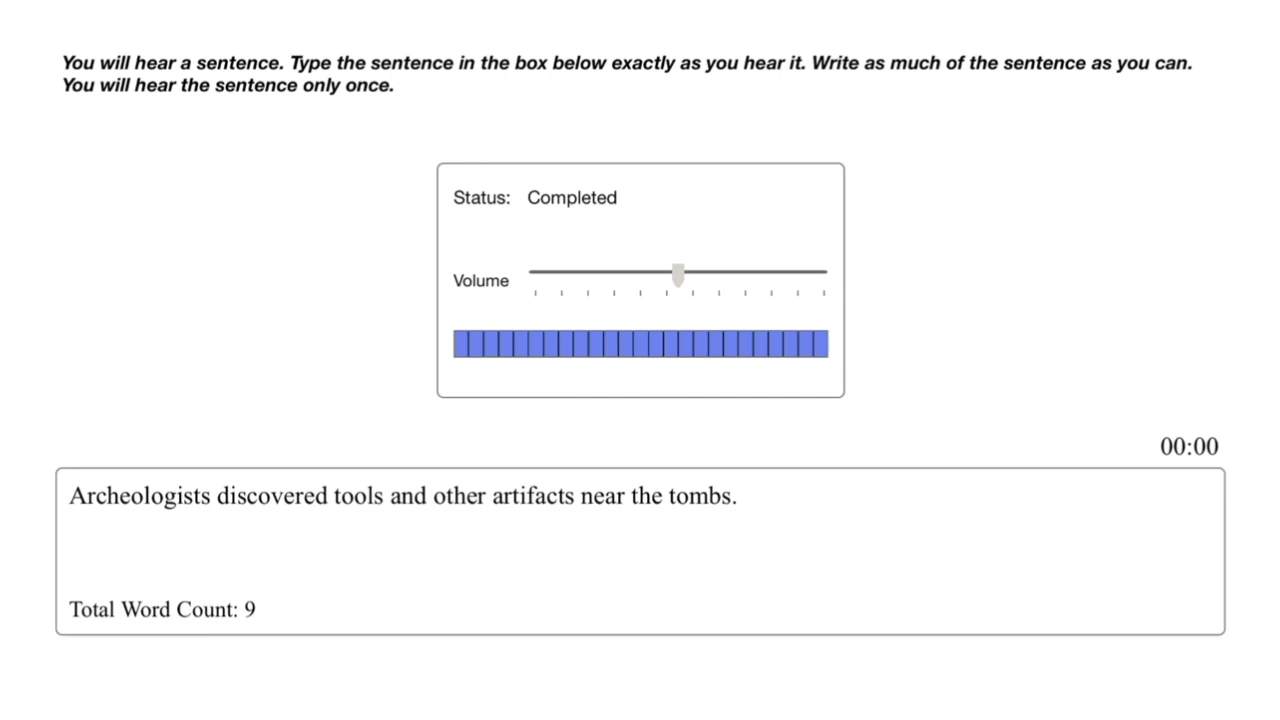 You will hear a sentence. Type the sentence in the box below exactly as you hear it. Write as much of the sentence as you can.
You will hear the sentence only once.
Status: Completed
Volume
00:00
Archeologists discovered tools and other artifacts near the tombs.
Total Word Count: 9